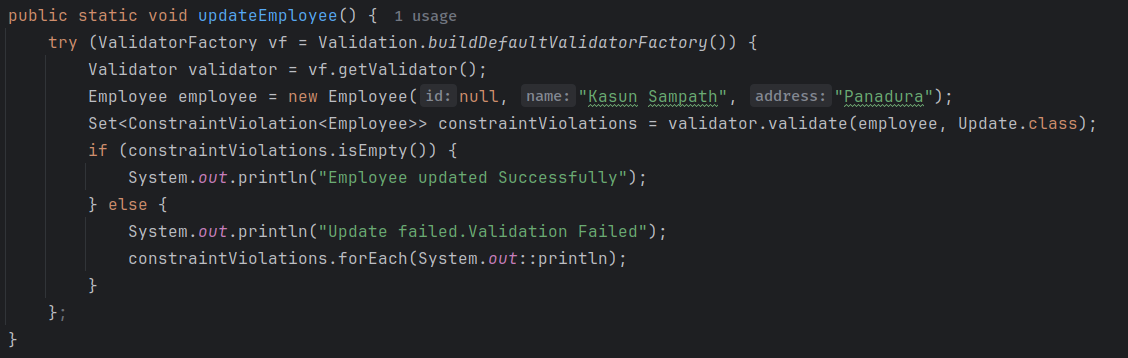 public static void updateEmployee() { 1 usage
    try (ValidatorFactory vf = Validation.buildDefaultValidatorFactory()) {
        Validator validator = vf.getValidator();
        Employee employee = new Employee( id: null, name: "Kasun Sampath", address: "Panadura");
        Set<ConstraintViolation<Employee>> constraintViolations = validator.validate(employee, Update.class);
        if (constraintViolations.isEmpty()) {
            System.out.println("Employee updated Successfully");
        } else {
            System.out.println("Update failed.Validation Failed");
            constraintViolations.forEach(System.out::println);
        }
    };
}